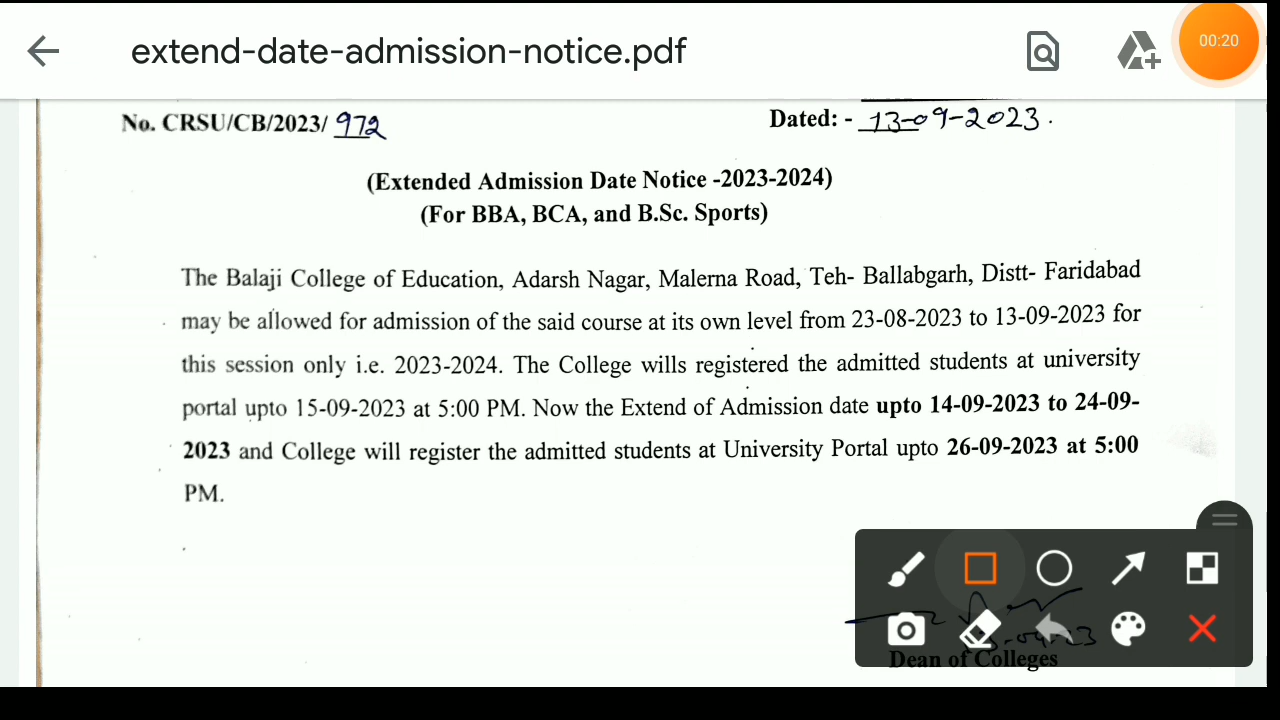 extend-date-admission-notice.pdf
00:20
No. CRSU/CB/2023/ 972
Dated: - 13-09-2023.
(Extended Admission Date Notice -2023-2024)
(For BBA, BCA, and B.Sc. Sports)
The Balaji College of Education, Adarsh Nagar, Malerna Road, Teh- Ballabgarh, Distt- Faridabad
may be allowed for admission of the said course at its own level from 23-08-2023 to 13-09-2023 for
this session only i.e. 2023-2024. The College wills registered the admitted students at university
portal upto 15-09-2023 at 5:00 PM. Now the Extend of Admission date upto 14-09-2023 to 24-09-
2023 and College will register the admitted students at University Portal upto 26-09-2023 at 5:00
PM.
Dean of Colleges